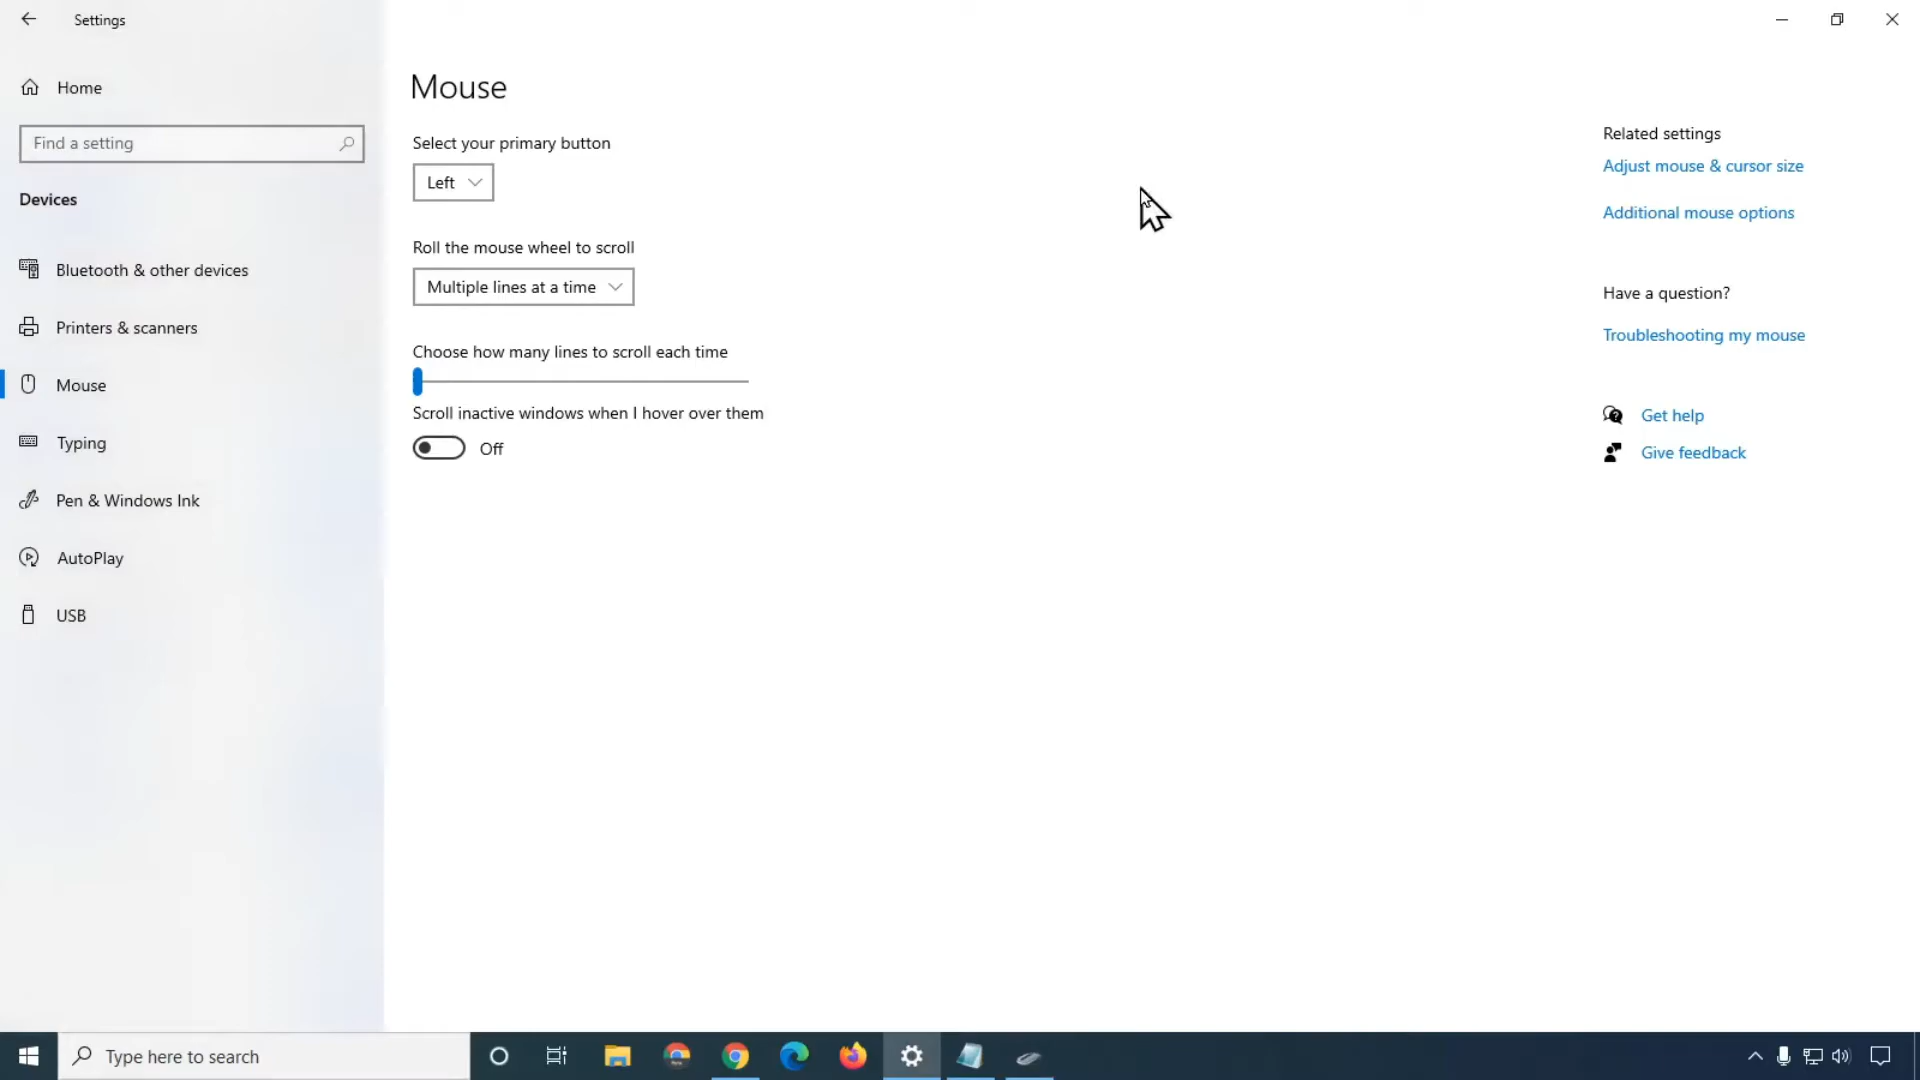 Settings
Home
Find a setting
Devices
Bluetooth & other devices
Printers & scanners
Mouse
Typing
Pen & Windows Ink
AutoPlay
USB
Mouse
Select your primary button
Left
Roll the mouse wheel to scroll
Multiple lines at a time
Choose how many lines to scroll each time
Scroll inactive windows when I hover over them
Off
Related settings
Adjust mouse & cursor size
Additional mouse options
Have a question?
Troubleshooting my mouse
Get help
Give feedback
Type here to search